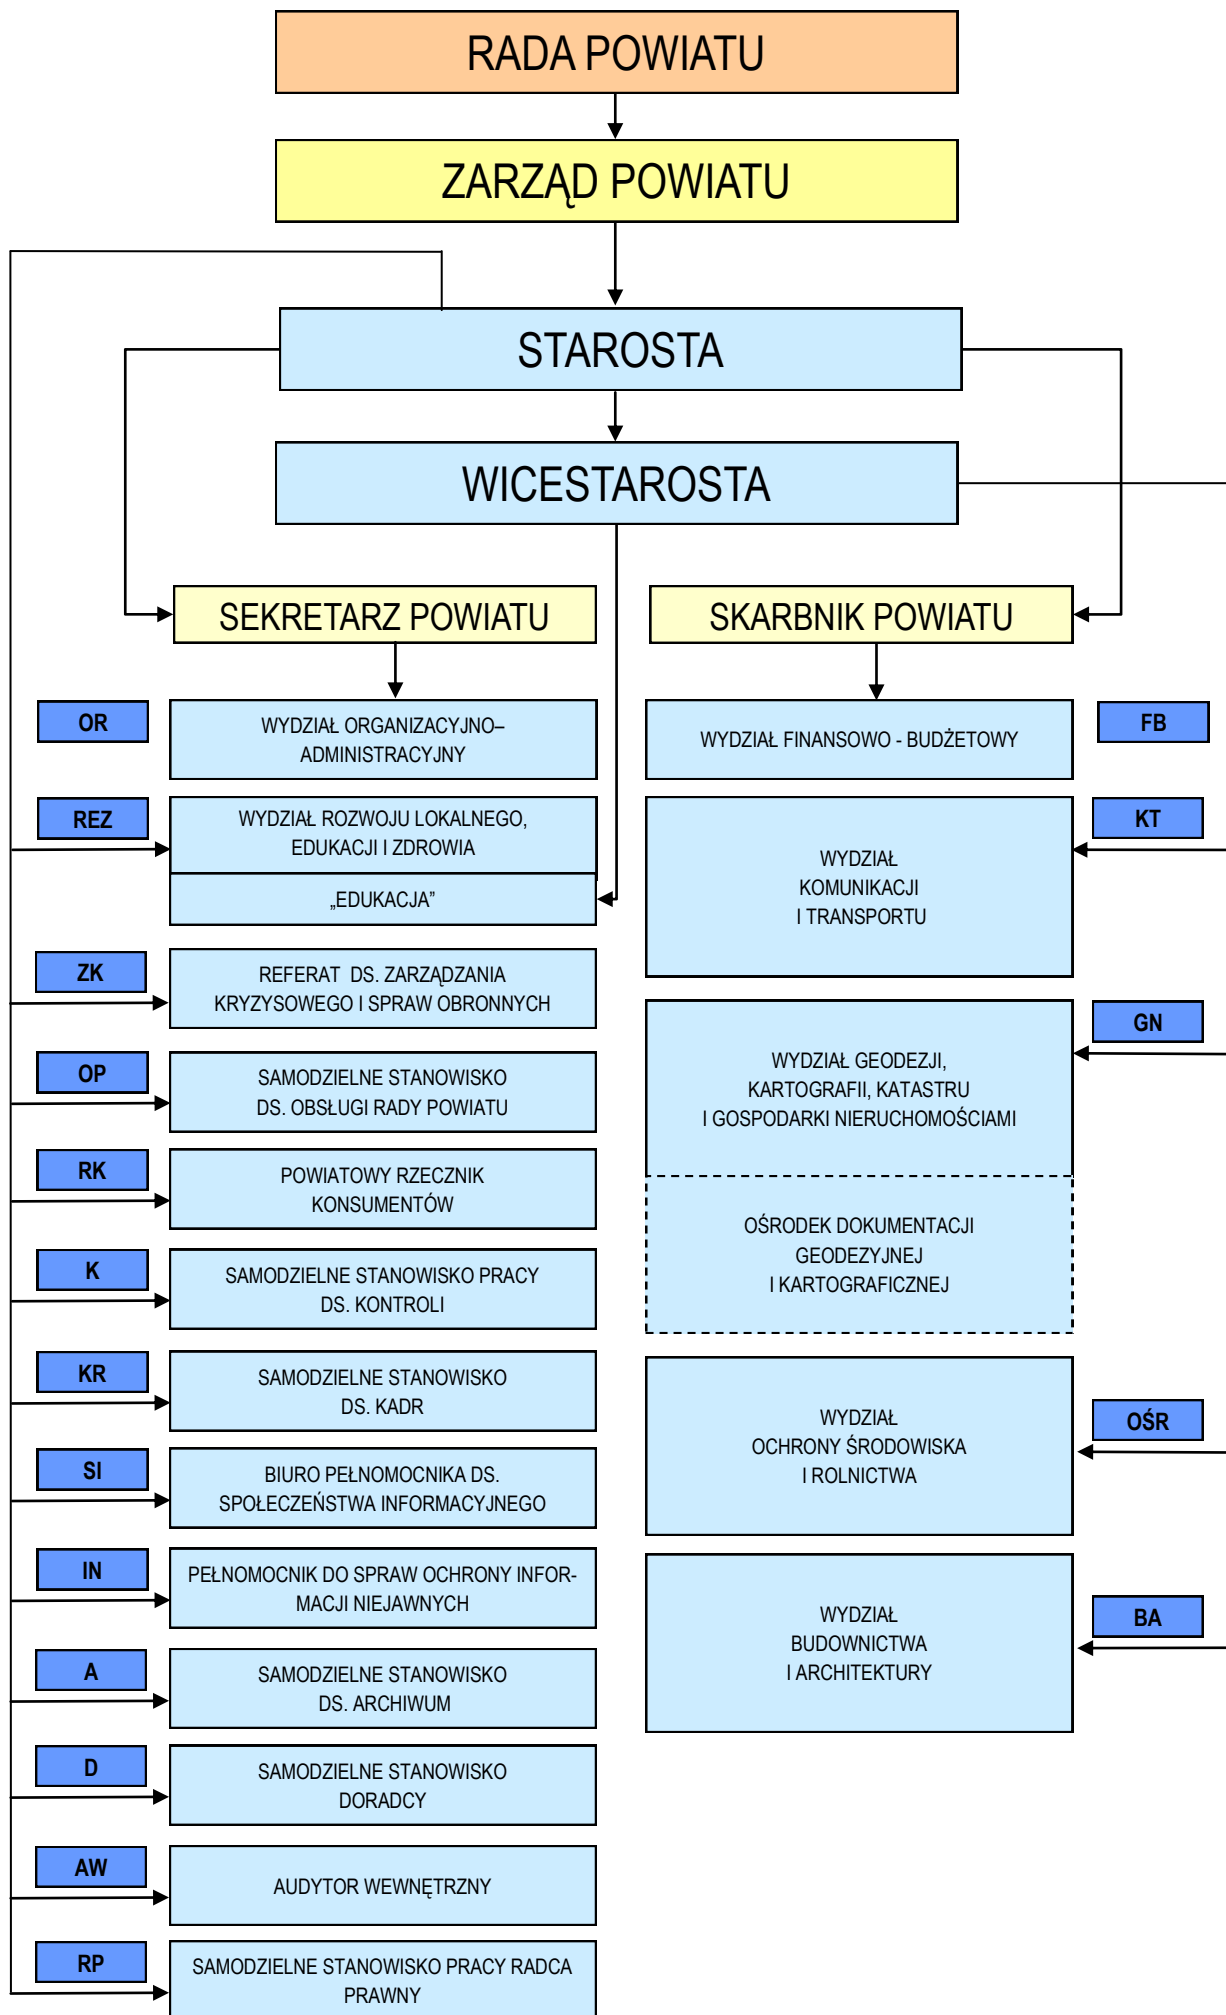 RADA POWIATU
ZARZĄD POWIATU
STAROSTA
WICESTAROSTA
SEKRETARZ POWIATU
SKARBNIK POWIATU
OR
WYDZIAŁ ORGANIZACYJNO–
ADMINISTRACYJNY
WYDZIAŁ FINANSOWO - BUDŻETOWY
FB
REZ
WYDZIAŁ ROZWOJU LOKALNEGO,
EDUKACJI I ZDROWIA
„EDUKACJA”
KT
WYDZIAŁ
KOMUNIKACJI
I TRANSPORTU
ZK
REFERAT DS. ZARZĄDZANIA
KRYZYSOWEGO I SPRAW OBRONNYCH
GN
WYDZIAŁ GEODEZJI,
KARTOGRAFII, KATASTRU
I GOSPODARKI NIERUCHOMOŚCIAMI
OP
SAMODZIELNE STANOWISKO
DS. OBSŁUGI RADY POWIATU
RK
POWIATOWY RZECZNIK
KONSUMENTÓW
OŚRODEK DOKUMENTACJI
GEODEZYJNEJ
I KARTOGRAFICZNEJ
K
SAMODZIELNE STANOWISKO PRACY
DS. KONTROLI
KR
SAMODZIELNE STANOWISKO
DS. KADR
OŚR
WYDZIAŁ
OCHRONY ŚRODOWISKA
I ROLNICTWA
SI
BIURO PEŁNOMOCNIKA DS.
SPOŁECZEŃSTWA INFORMACYJNEGO
IN
PEŁNOMOCNIK DO SPRAW OCHRONY INFOR-
MACJI NIEJAWNYCH
BA
WYDZIAŁ
BUDOWNICTWA
I ARCHITEKTURY
A
SAMODZIELNE STANOWISKO
DS. ARCHIWUM
D
SAMODZIELNE STANOWISKO
DORADCY
AW
AUDYTOR WEWNĘTRZNY
RP
SAMODZIELNE STANOWISKO PRACY RADCA
PRAWNY